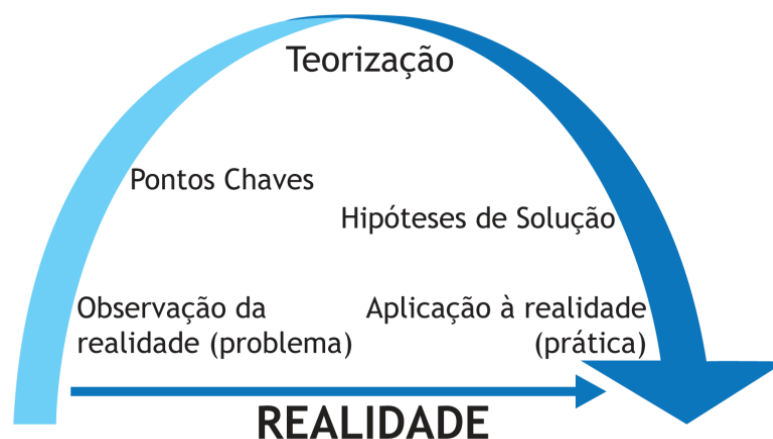 Teorização
Pontos Chaves
Hipóteses de Solução
Observação da
realidade (problema)
Aplicação à realidade
(prática)
REALIDADE